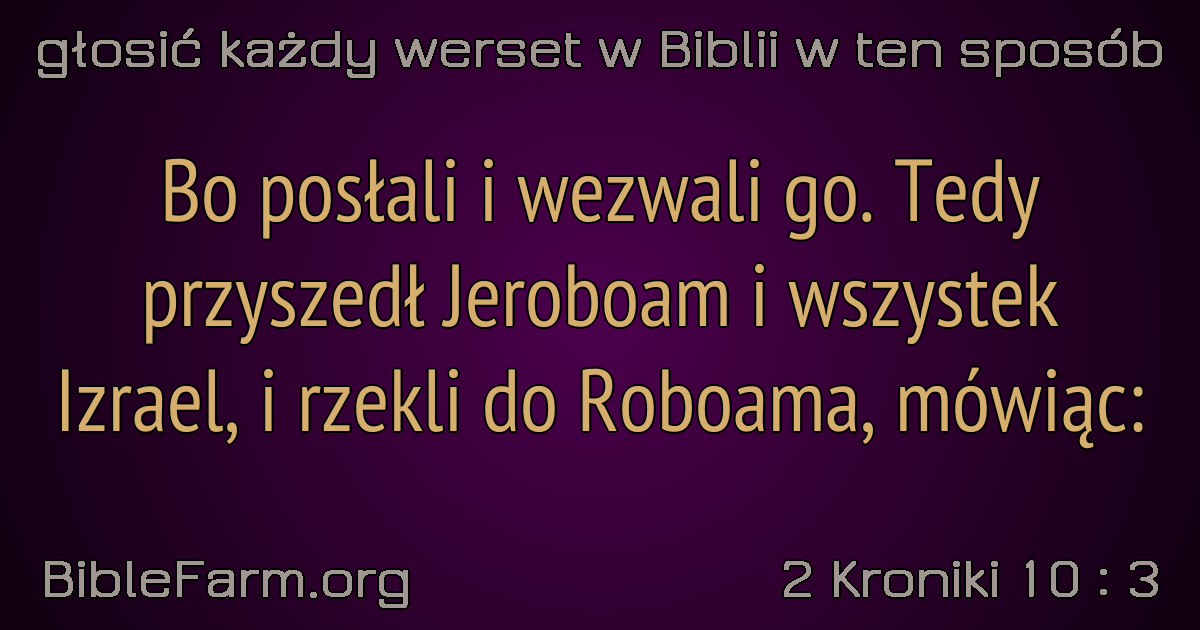 głosić każdy werset w Biblii w ten sposób
Bo posłali i wezwali go. Tedy
przyszedł Jeroboam i wszystek
Izrael, i rzekli do Roboama, mówiąc:
BibleFarm.org
2 Kroniki 10 : 3